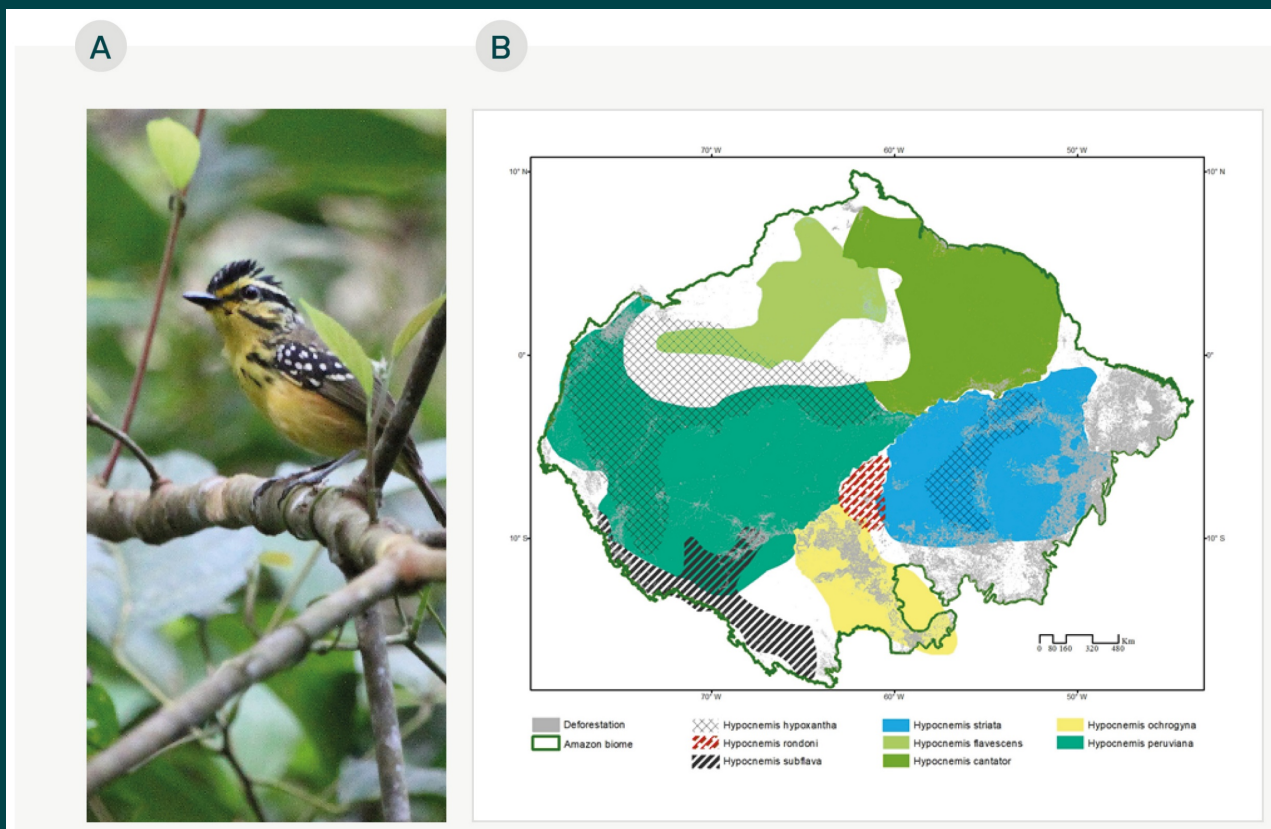 A
B
70° W
60° W
50° W
10° N
10° N
0°
0°
10° S
10° S
Km
0 80 160 320 480
70° W
60° W
50° W
Deforestation
Amazon biome
Hypocnemis hypoxantha
Hypocnemis rondoni
Hypocnemis subflava
Hypocnemis striata
Hypocnemis flavescens
Hypocnemis cantator
Hypocnemis ochrogyna
Hypocnemis peruviana